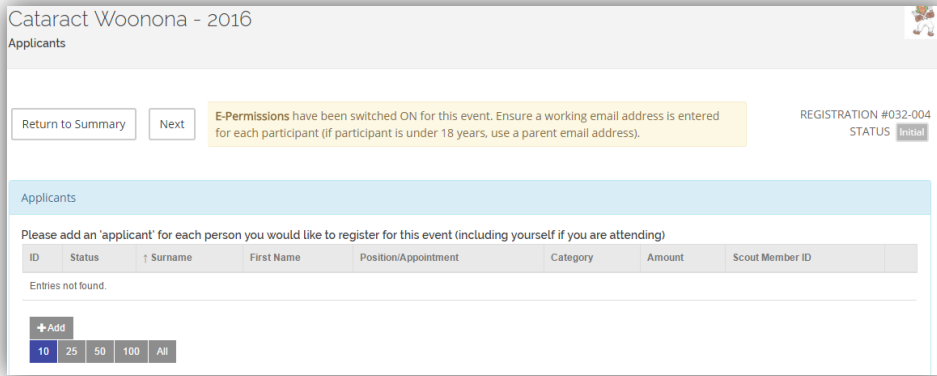 Cataract Woonona - 2016
Applicants
Return to Summary
Next
E-Permissions have been switched ON for this event. Ensure a working email address is entered
for each participant (if participant is under 18 years, use a parent email address).
REGISTRATION #032-004
STATUS Initial
Applicants
Please add an 'applicant' for each person you would like to register for this event (including yourself if you are attending)
ID Status ↑ Surname First Name Position/Appointment Category Amount Scout Member ID
Entries not found.
+Add
10 25 50 100 All